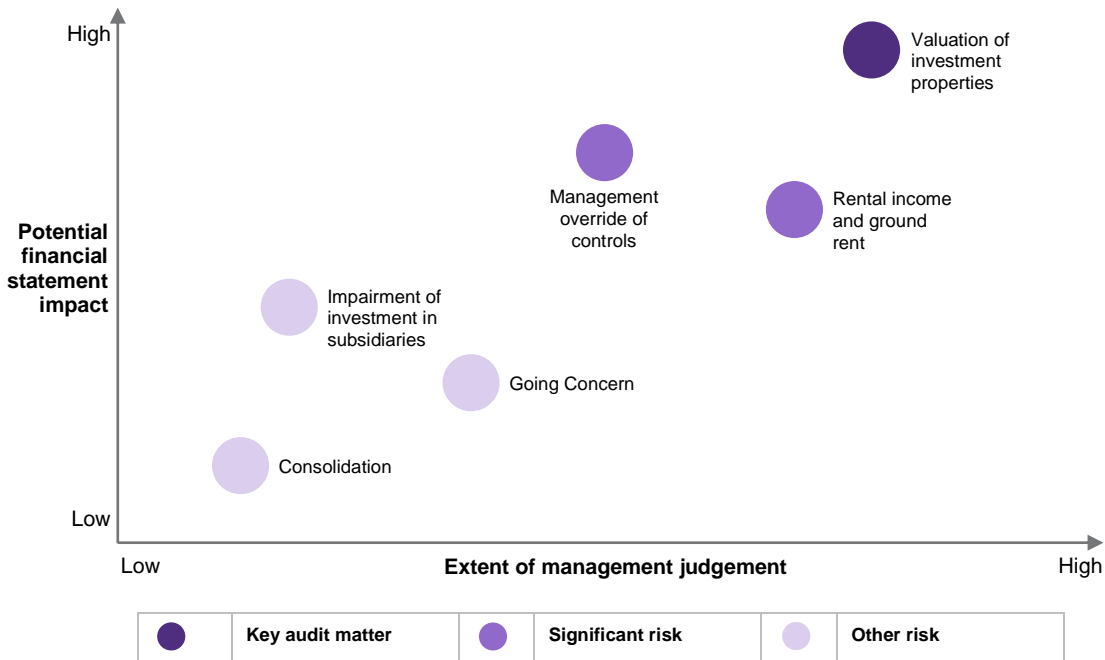 High
Valuation of
investment
properties
Management
override of
controls
Rental income
and ground
rent
Potential
financial
statement
impact
Impairment of
investment in
subsidiaries
Going Concern
Consolidation
Low
Low
Extent of management judgement
High
Key audit matter
Significant risk
Other risk